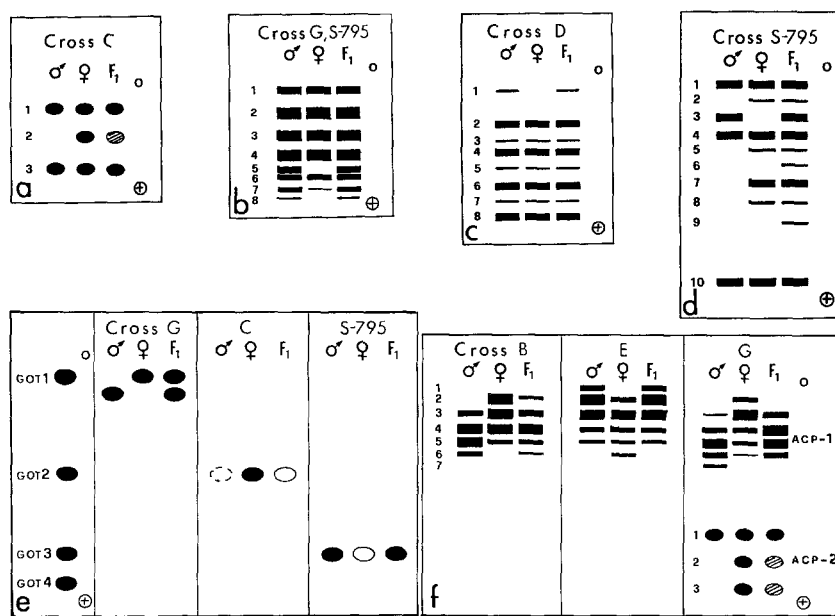 Cross C
♂ ♀ F₁
o
1
2
3
a
⊕
Cross G, S-795
♂ ♀ F₁
o
1
2
3
4
5
6
7
8
b
⊕
Cross D
♂ ♀ F₁
o
1
2
3
4
5
6
7
8
c
⊕
Cross S-795
♂ ♀ F₁
o
1
2
3
4
5
6
7
8
9
10
d
⊕
Cross G C S-795
♂ ♀ F₁ ♂ ♀ F₁ ♂ ♀ F₁
o
GOT1
GOT2
GOT3
GOT4
e
⊕
Cross B E G
♂ ♀ F₁ ♂ ♀ F₁ ♂ ♀ F₁
o
1
2
3
4
5
6
7
ACP-1
1
2
3
ACP-2
f
⊕